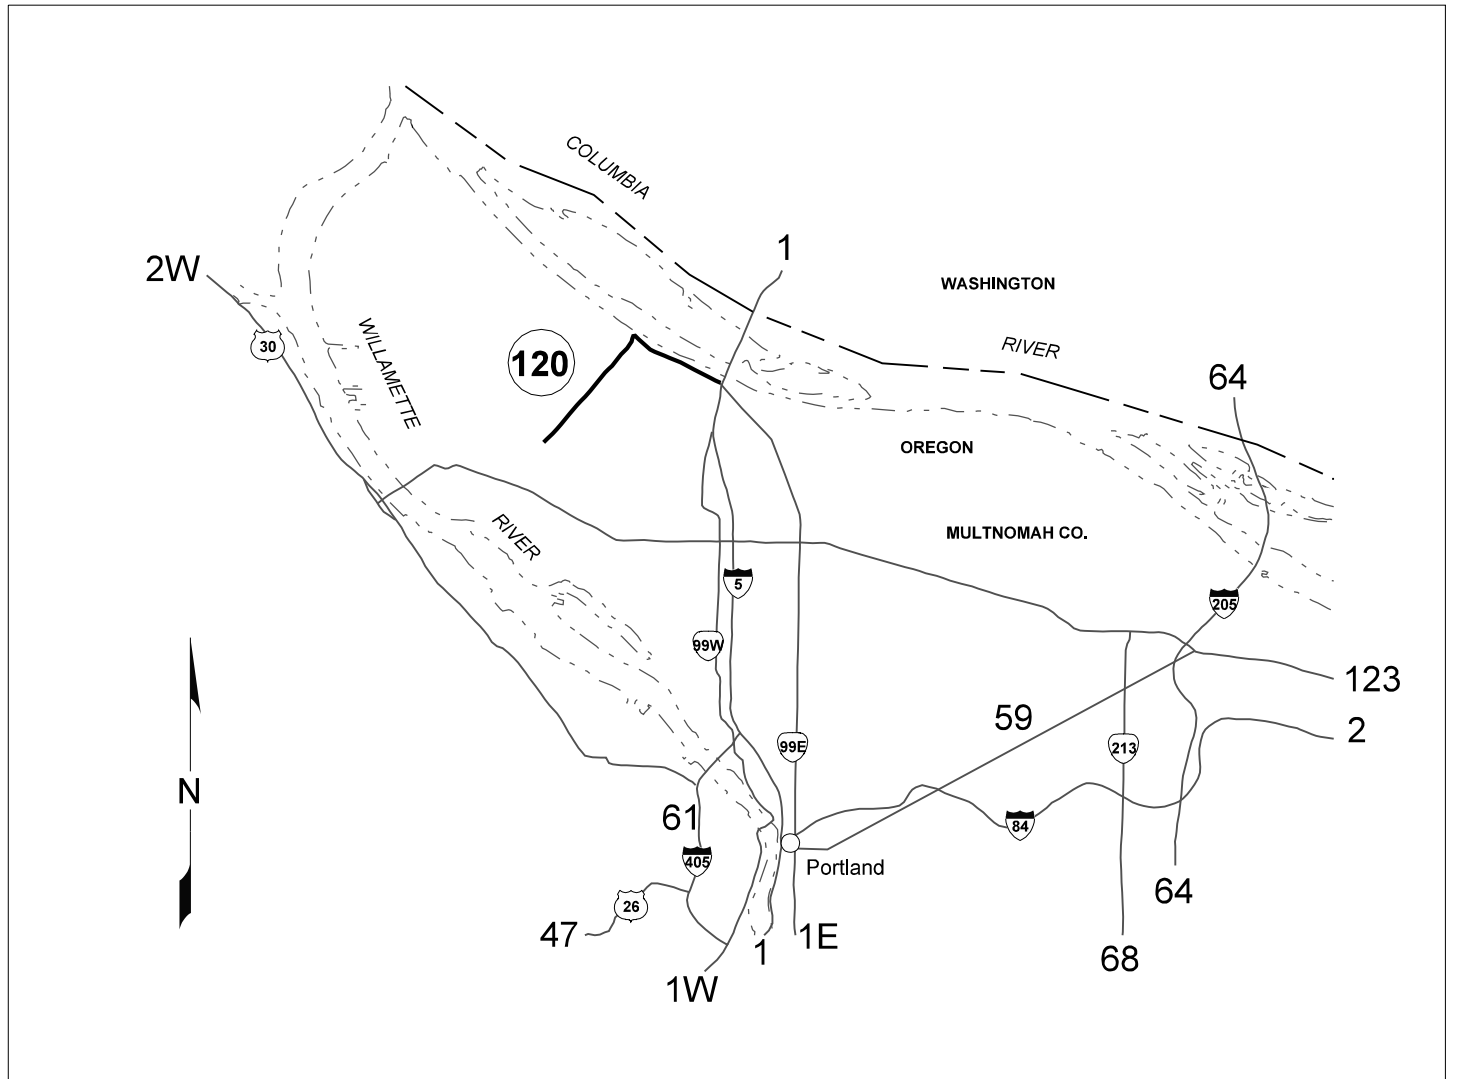 COLUMBIA
1
2W
WASHINGTON
30
WILLAMETTE
120
RIVER
64
OREGON
RIVER
MULTNOMAH CO.
5
205
99W
123
59
2
99E
213
N
61
84
405
Portland
64
26
47
1
1E
68
1W